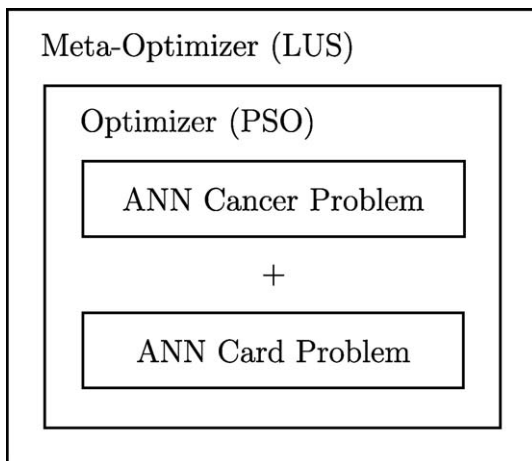 Meta-Optimizer (LUS)
Optimizer (PSO)
ANN Cancer Problem
+
ANN Card Problem